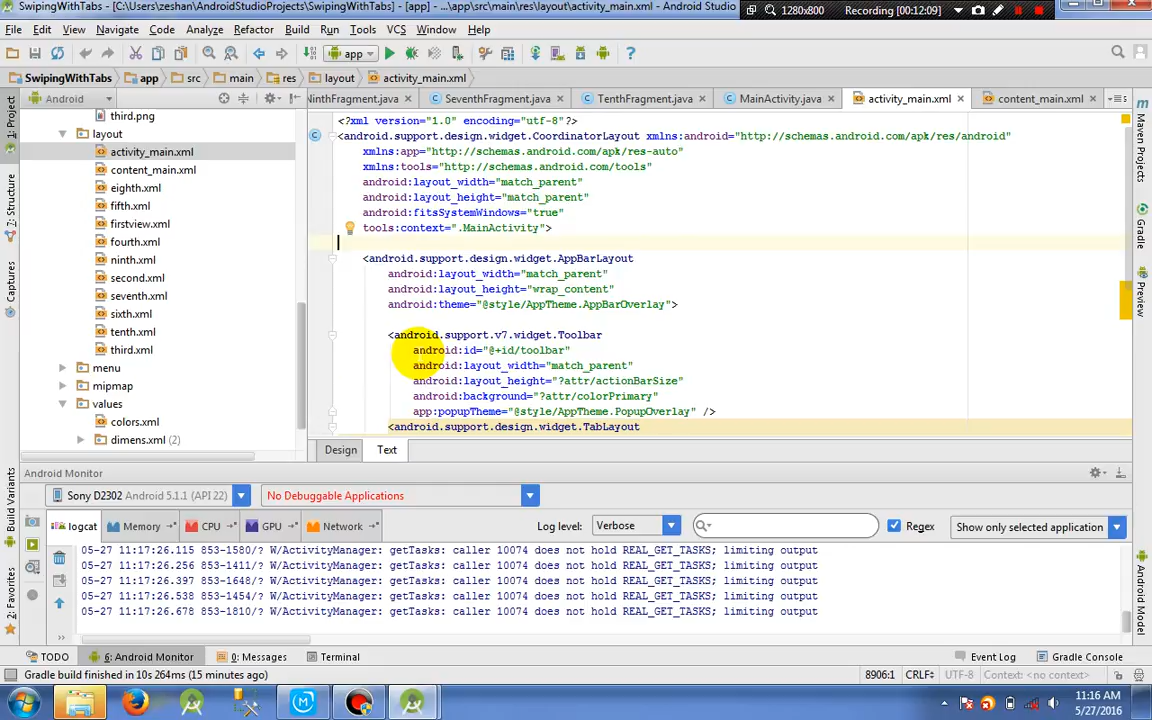 SwipingWithTabs - [C:\Users\zeshan\AndroidStudioProjects\SwipingWithTabs] - [app] - ...\app\src\main\res\layout\activity_main.xml - Android Studio
1280x800 Recording [00:12:09]
File Edit View Navigate Code Analyze Refactor Build Run Tools VCS Window Help
app
SwipingWithTabs app src main res layout activity_main.xml
Android
NinthFragment.java SeventhFragment.java TenthFragment.java MainActivity.java activity_main.xml content_main.xml
1: Project
7: Structure
Captures
Build Variants
2: Favorites
third.png
layout
activity_main.xml
content_main.xml
eighth.xml
fifth.xml
firstview.xml
fourth.xml
ninth.xml
second.xml
seventh.xml
sixth.xml
tenth.xml
third.xml
menu
mipmap
values
colors.xml
dimens.xml (2)
<?xml version="1.0" encoding="utf-8"?>
<android.support.design.widget.CoordinatorLayout xmlns:android="http://schemas.android.com/apk/res/android"
xmlns:app="http://schemas.android.com/apk/res-auto"
xmlns:tools="http://schemas.android.com/tools"
android:layout_width="match_parent"
android:layout_height="match_parent"
android:fitsSystemWindows="true"
tools:context=".MainActivity">
<android.support.design.widget.AppBarLayout
android:layout_width="match_parent"
android:layout_height="wrap_content"
android:theme="@style/AppTheme.AppBarOverlay">
<android.support.v7.widget.Toolbar
android:id="@+id/toolbar"
android:layout_width="match_parent"
android:layout_height="?attr/actionBarSize"
android:background="?attr/colorPrimary"
app:popupTheme="@style/AppTheme.PopupOverlay" />
<android.support.design.widget.TabLayout
Design Text
Maven Projects
Gradle
Preview
Android Model
Android Monitor
Sony D2302 Android 5.1.1 (API 22) No Debuggable Applications
logcat Memory CPU GPU Network Log level: Verbose Regex Show only selected application
05-27 11:17:26.115 853-1580/? W/ActivityManager: getTasks: caller 10074 does not hold REAL_GET_TASKS; limiting output
05-27 11:17:26.256 853-1411/? W/ActivityManager: getTasks: caller 10074 does not hold REAL_GET_TASKS; limiting output
05-27 11:17:26.397 853-1648/? W/ActivityManager: getTasks: caller 10074 does not hold REAL_GET_TASKS; limiting output
05-27 11:17:26.538 853-1454/? W/ActivityManager: getTasks: caller 10074 does not hold REAL_GET_TASKS; limiting output
05-27 11:17:26.678 853-1810/? W/ActivityManager: getTasks: caller 10074 does not hold REAL_GET_TASKS; limiting output
TODO 6: Android Monitor 0: Messages Terminal Event Log Gradle Console
Gradle build finished in 10s 264ms (15 minutes ago) 8906:1 CRLF UTF-8 Context: <no context>
11:16 AM
5/27/2016